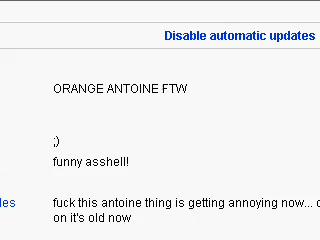 Disable automatic updates
ORANGE ANTOINE FTW
;)
funny asshell!
fuck this antoine thing is getting annoying now...
on it's old now